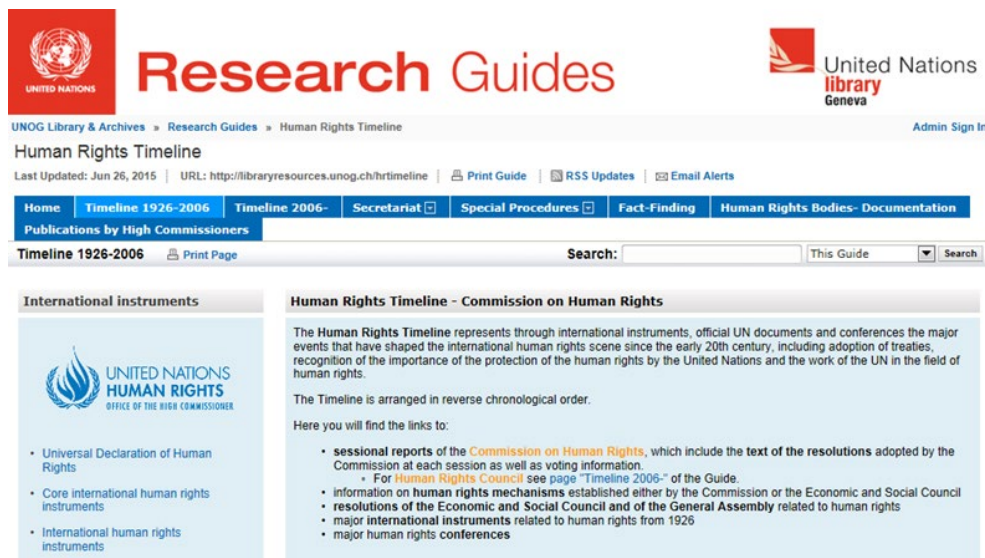 UNITED NATIONS
Research Guides
United Nations
library
Geneva
UNOG Library & Archives » Research Guides » Human Rights Timeline
Admin Sign In
Human Rights Timeline
Last Updated: Jun 26, 2015 | URL: http://libraryresources.unog.ch/hrtimeline | Print Guide | RSS Updates | Email Alerts
Home Timeline 1926-2006 Timeline 2006- Secretariat Special Procedures Fact-Finding Human Rights Bodies- Documentation
Publications by High Commissioners
Timeline 1926-2006 Print Page Search: This Guide Search
International instruments
UNITED NATIONS
HUMAN RIGHTS
OFFICE OF THE HIGH COMMISSIONER
• Universal Declaration of Human
Rights
• Core international human rights
instruments
• International human rights
instruments
Human Rights Timeline - Commission on Human Rights
The Human Rights Timeline represents through international instruments, official UN documents and conferences the major
events that have shaped the international human rights scene since the early 20th century, including adoption of treaties,
recognition of the importance of the protection of the human rights by the United Nations and the work of the UN in the field of
human rights.
The Timeline is arranged in reverse chronological order.
Here you will find the links to:
• sessional reports of the Commission on Human Rights, which include the text of the resolutions adopted by the
Commission at each session as well as voting information.
• For Human Rights Council see page "Timeline 2006-" of the Guide.
• information on human rights mechanisms established either by the Commission or the Economic and Social Council
• resolutions of the Economic and Social Council and of the General Assembly related to human rights
• major international instruments related to human rights from 1926
• major human rights conferences